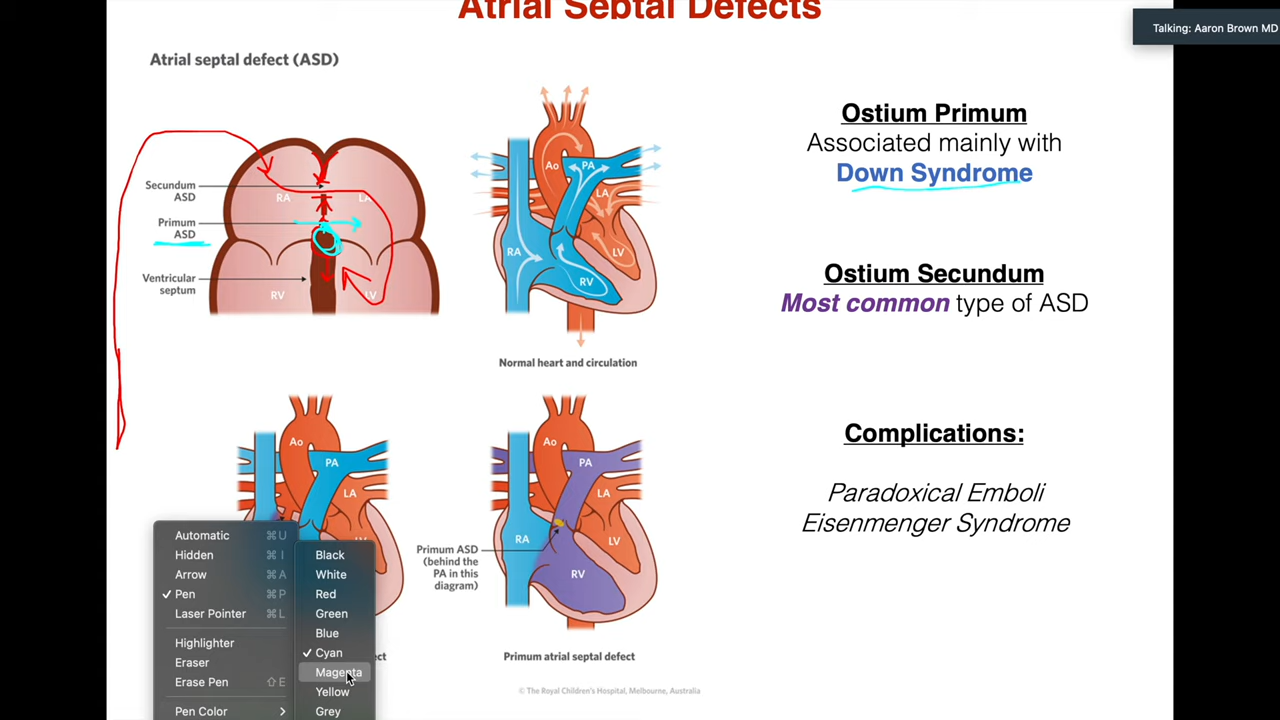 Atrial Septal Defects
Talking: Aaron Brown MD
Atrial septal defect (ASD)
Secundum
ASD
Primum
ASD
Ventricular
septum
RA
LA
RV
LV
Ao
PA
LA
RA
LV
RV
Normal heart and circulation
Ostium Primum
Associated mainly with
Down Syndrome
Ostium Secundum
Most common type of ASD
Complications:
Paradoxical Emboli
Eisenmenger Syndrome
Ao
PA
LA
Ao
PA
LA
RA
LV
RV
Primum ASD
(behind the
PA in this
diagram)
Primum atrial septal defect
© The Royal Children's Hospital, Melbourne, Australia
Automatic ⌘U
Hidden ⌘I
Arrow ⌘A
✓ Pen ⌘P
Laser Pointer ⌘L
Highlighter
Eraser
Erase Pen ⇧E
Pen Color >
Black
White
Red
Green
Blue
✓ Cyan
Magenta
Yellow
Grey